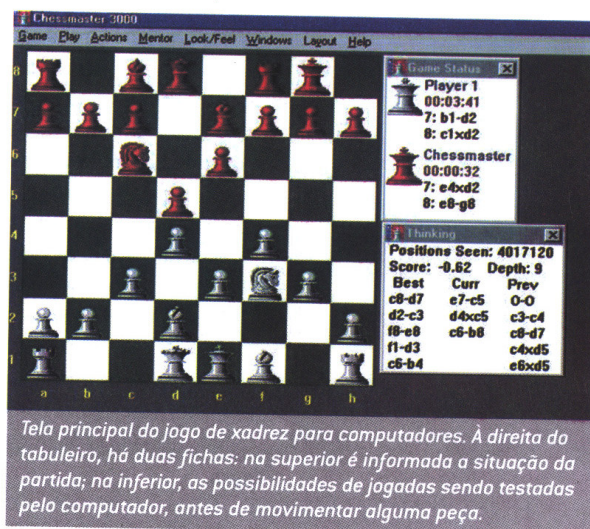 Chessmaster 3000
Game Play Actions Mentor Look/Feel Windows Layout Help
8
7
6
5
4
3
2
1
a b c d e f g h
Game Status
Player 1
00:03:41
7: b1-d2
8: c1xd2
Chessmaster
00:00:32
7: e4xd2
8: e8-g8
Thinking
Positions Seen: 4017120
Score: -0.62 Depth: 9
Best Curr Prev
c8-d7 e7-c5 0-0
d2-c3 d4xc5 c3-c4
f8-e8 c6-b8 c8-d7
f1-d3 c4xd5
c6-b4 e6xd5
Tela principal do jogo de xadrez para computadores. À direita do
tabuleiro, há duas fichas: na superior é informada a situação da
partida; na inferior, as possibilidades de jogadas sendo testadas
pelo computador, antes de movimentar alguma peça.